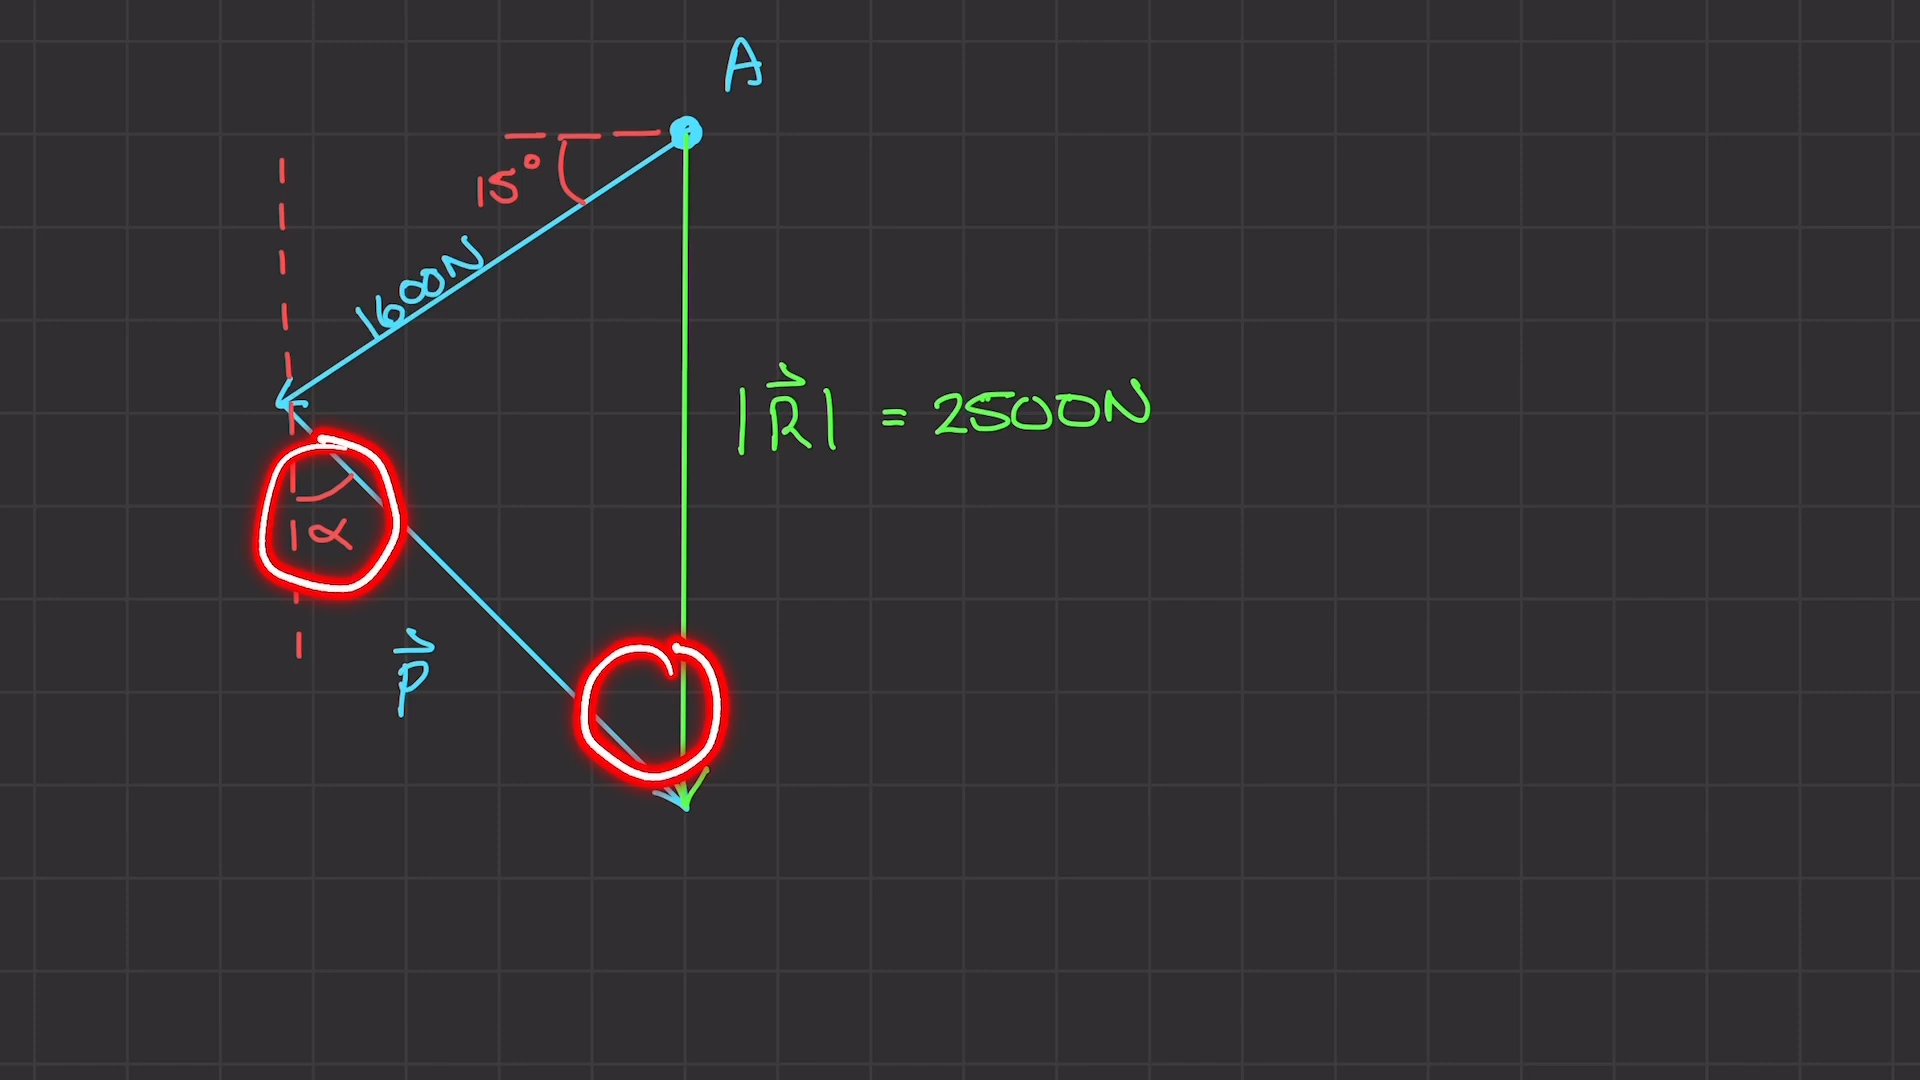 A
15°
1600N
|R⃗| = 2500N
α
P⃗